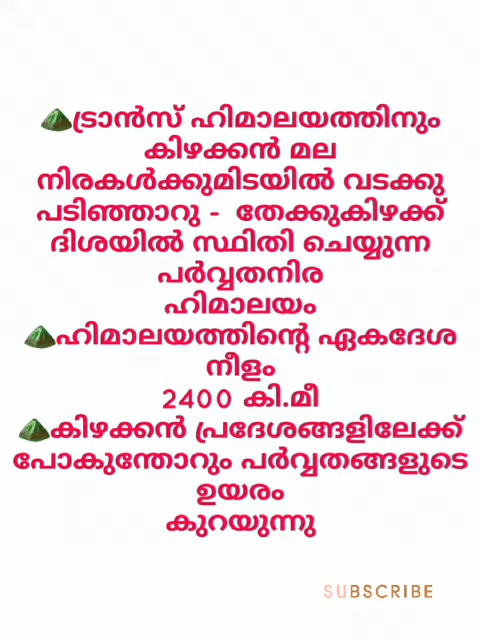 ട്രാൻസ് ഹിമാലയത്തിനും
കിഴക്കൻ മല
നിരകൾക്കുമിടയിൽ വടക്കു
പടിഞ്ഞാറു - തേക്കുകിഴക്ക്
ദിശയിൽ സ്ഥിതി ചെയ്യുന്ന
പർവ്വതനിര
ഹിമാലയം
ഹിമാലയത്തിന്റെ ഏകദേശ
നീളം
2400 കി.മീ
കിഴക്കൻ പ്രദേശങ്ങളിലേക്ക്
പോകുന്തോറും പർവ്വതങ്ങളുടെ
ഉയരം
കുറയുന്നു
SUBSCRIBE